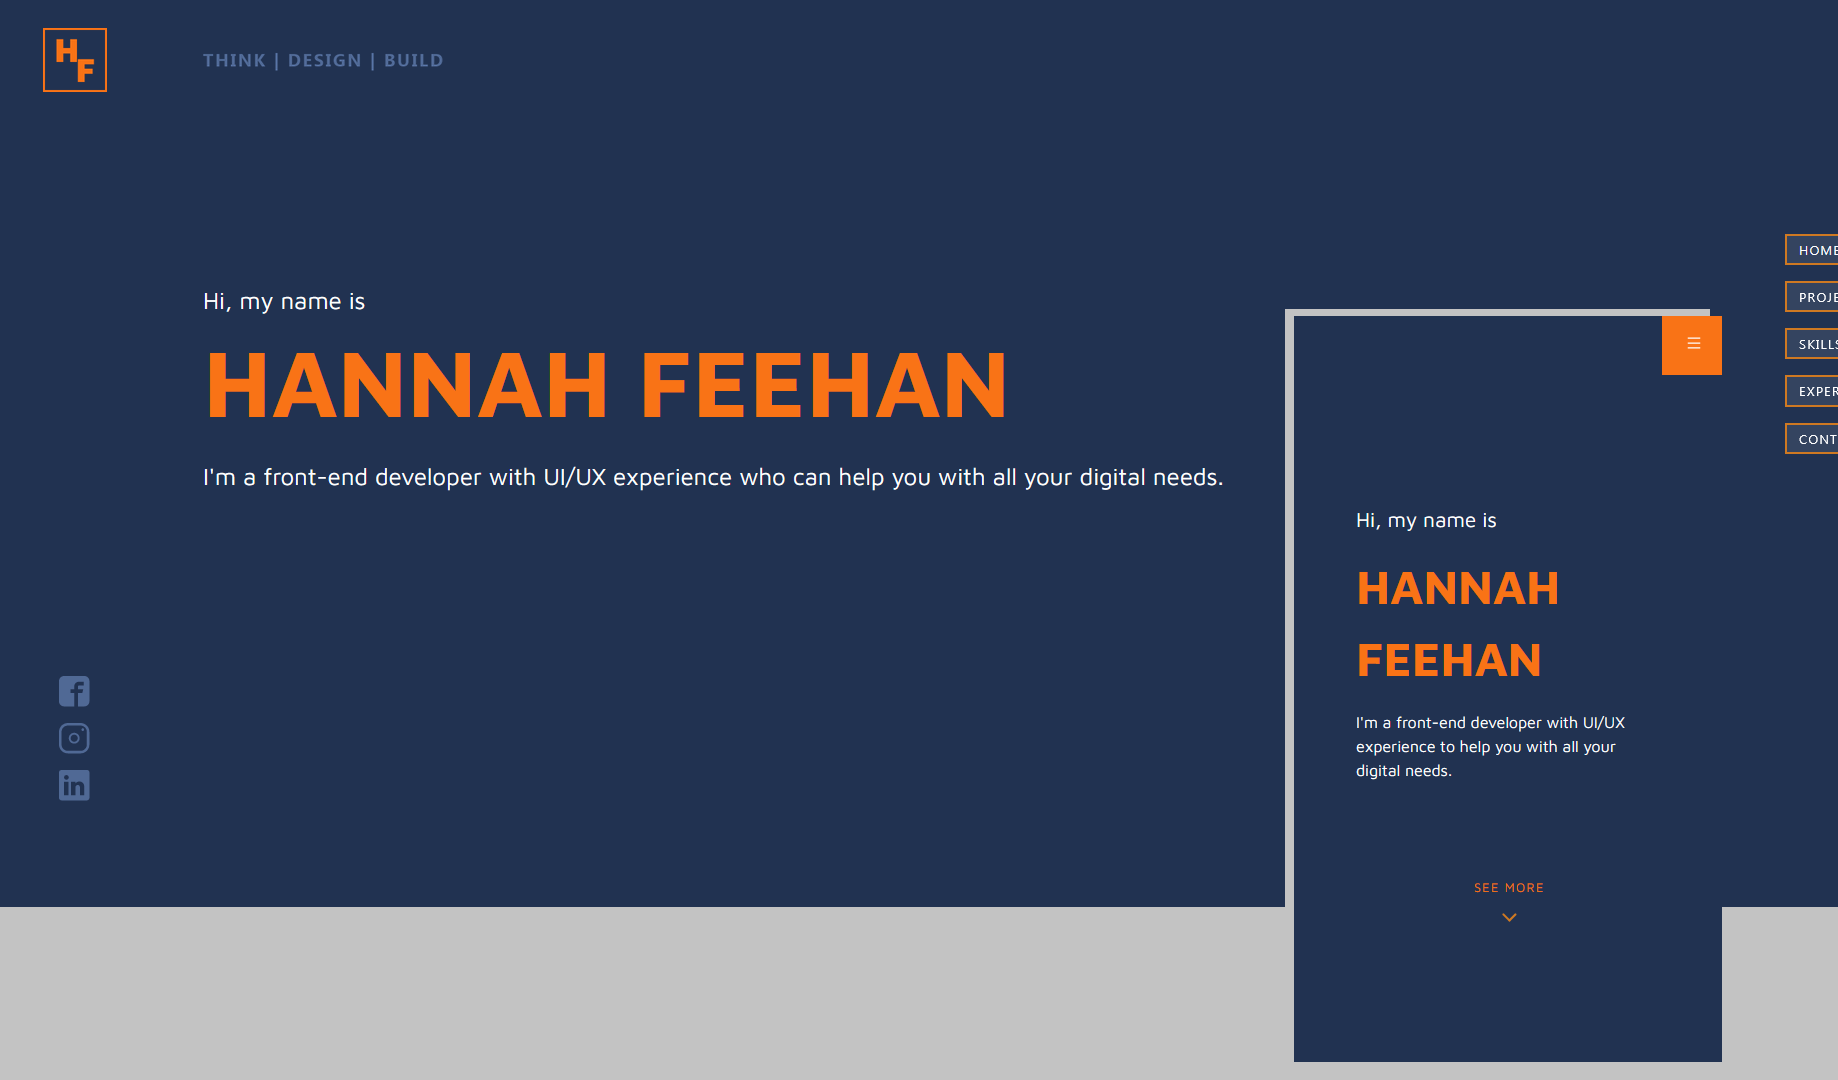 HF
THINK | DESIGN | BUILD
Hi, my name is
HANNAH FEEHAN
I'm a front-end developer with UI/UX experience who can help you with all your digital needs.
HOME
PROJE
SKILLS
EXPER
CONT
Hi, my name is
HANNAH
FEEHAN
I'm a front-end developer with UI/UX
experience to help you with all your
digital needs.
SEE MORE